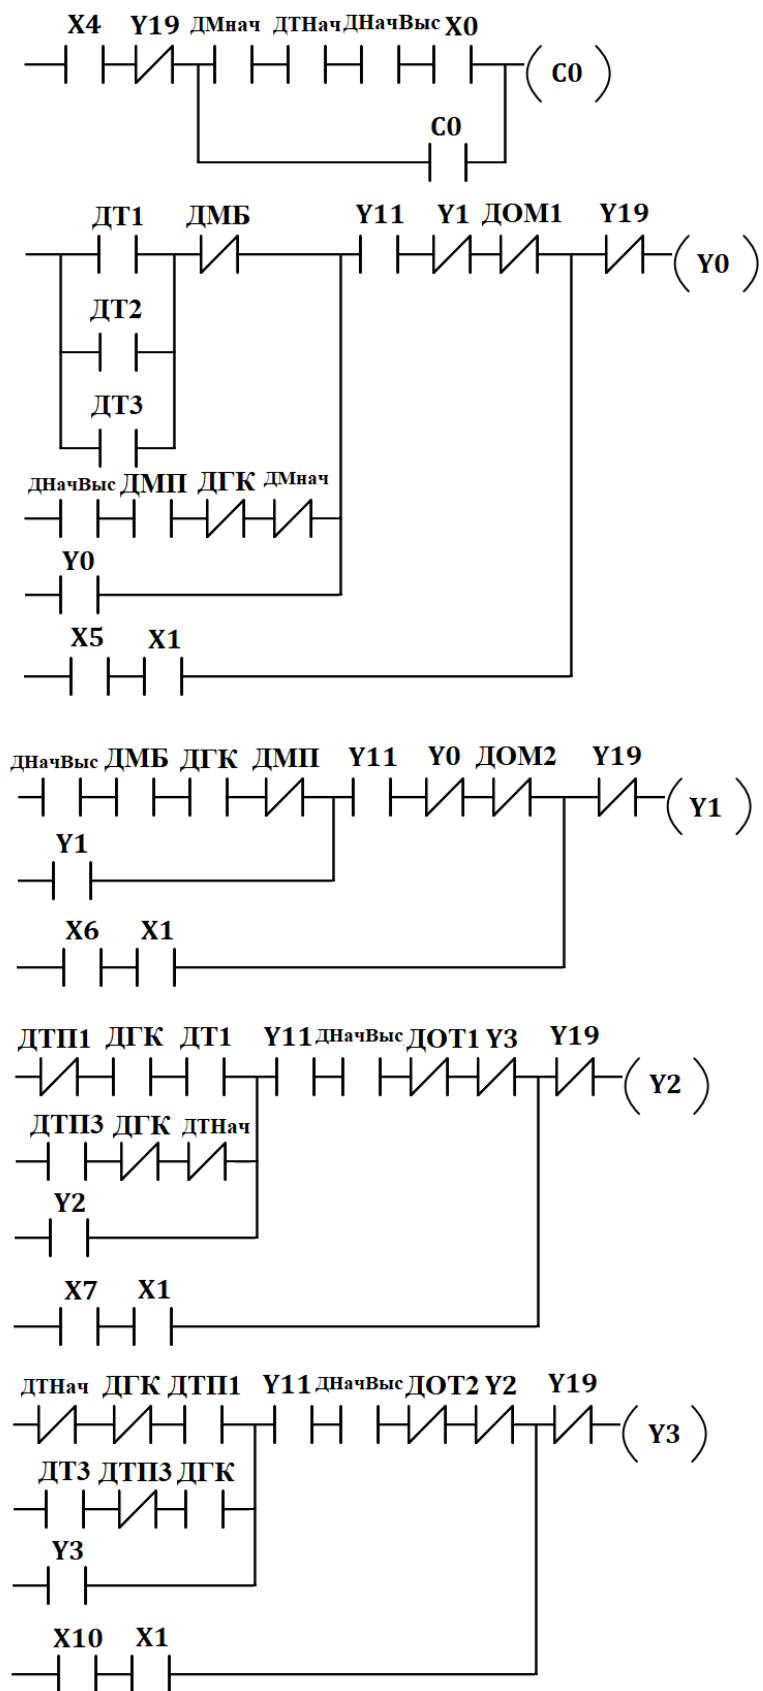 X4 Y19 ДМнач ДТНач ДНачВыс X0
C0
C0
ДТ1 ДМБ Y11 Y1 ДОМ1 Y19
Y0
ДТ2
ДТ3
ДНачВыс ДМП ДГК ДМнач
Y0
X5 X1
ДНачВыс ДМБ ДГК ДМП Y11 Y0 ДОМ2 Y19
Y1
Y1
X6 X1
ДТП1 ДГК ДТ1 Y11 ДНачВыс ДОТ1 Y3 Y19
Y2
ДТП3 ДГК ДТНач
Y2
X7 X1
ДТНач ДГК ДТП1 Y11 ДНачВыс ДОТ2 Y2 Y19
Y3
ДТ3 ДТП3 ДГК
Y3
X10 X1